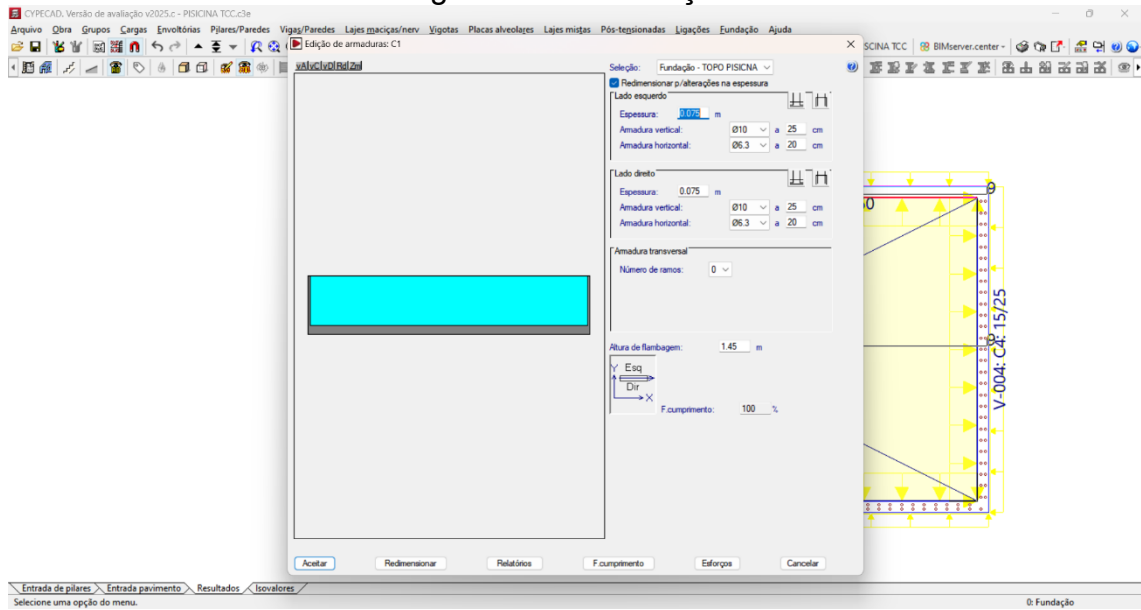 CYPECAD. Versão de avaliação v2025.c - PISICINA TCC.c3e
Arquivo Obra Grupos Cargas Envoltórias Pilares/Paredes Vigas/Paredes Lajes maciças/nerv Vigotas Placas alveolares Lajes mistas Pós-tensionadas Ligações Fundação Ajuda
Edição de armaduras: C1
SCINA TCC BIMserver.center
Seleção: Fundação - TOPO PISICNA
Redimensionar p/alterações na espessura
Lado esquerdo
Espessura: 0.075 m
Armadura vertical: Ø10 a 25 cm
Armadura horizontal: Ø6.3 a 20 cm
Lado direito
Espessura: 0.075 m
Armadura vertical: Ø10 a 25 cm
Armadura horizontal: Ø6.3 a 20 cm
Armadura transversal
Número de ramos: 0
Altura de flambagem: 1.45 m
Y Esq
Dir
X
F.cumprimento: 100 %
V-004: C4: 15/25
Aceitar Redimensionar Relatórios F.cumprimento Esforços Cancelar
Entrada de pilares Entrada pavimento Resultados Isovalores
Selecione uma opção do menu. 0: Fundação